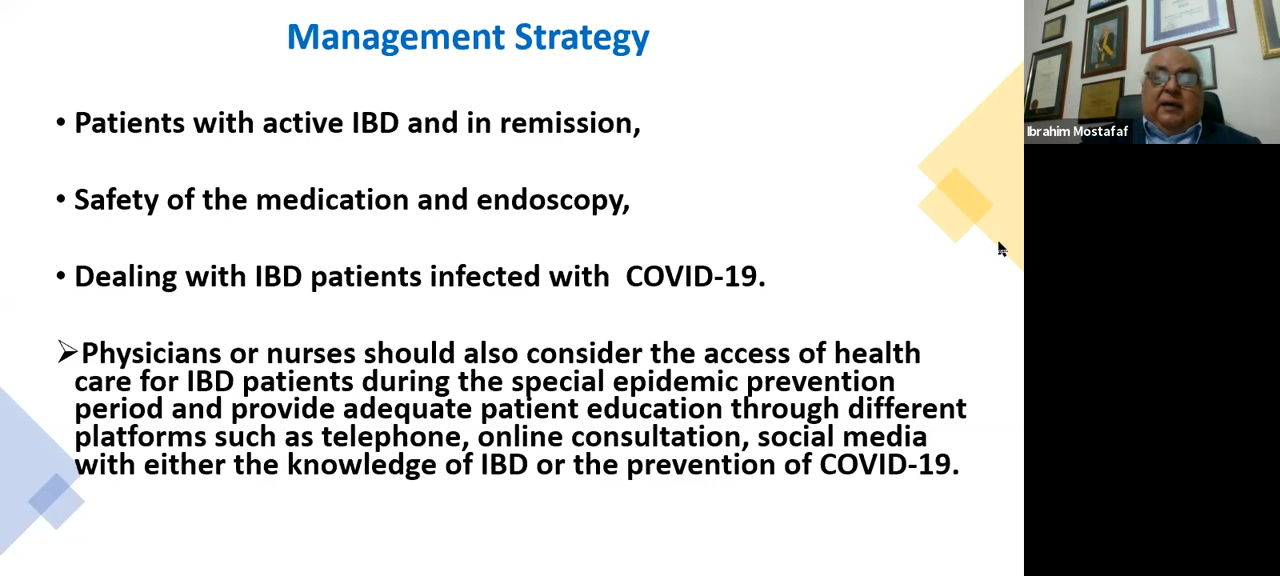 Management Strategy
• Patients with active IBD and in remission,
• Safety of the medication and endoscopy,
• Dealing with IBD patients infected with  COVID-19.
➢Physicians or nurses should also consider the access of health
care for IBD patients during the special epidemic prevention
period and provide adequate patient education through different
platforms such as telephone, online consultation, social media
with either the knowledge of IBD or the prevention of COVID-19.
Ibrahim Mostafaf